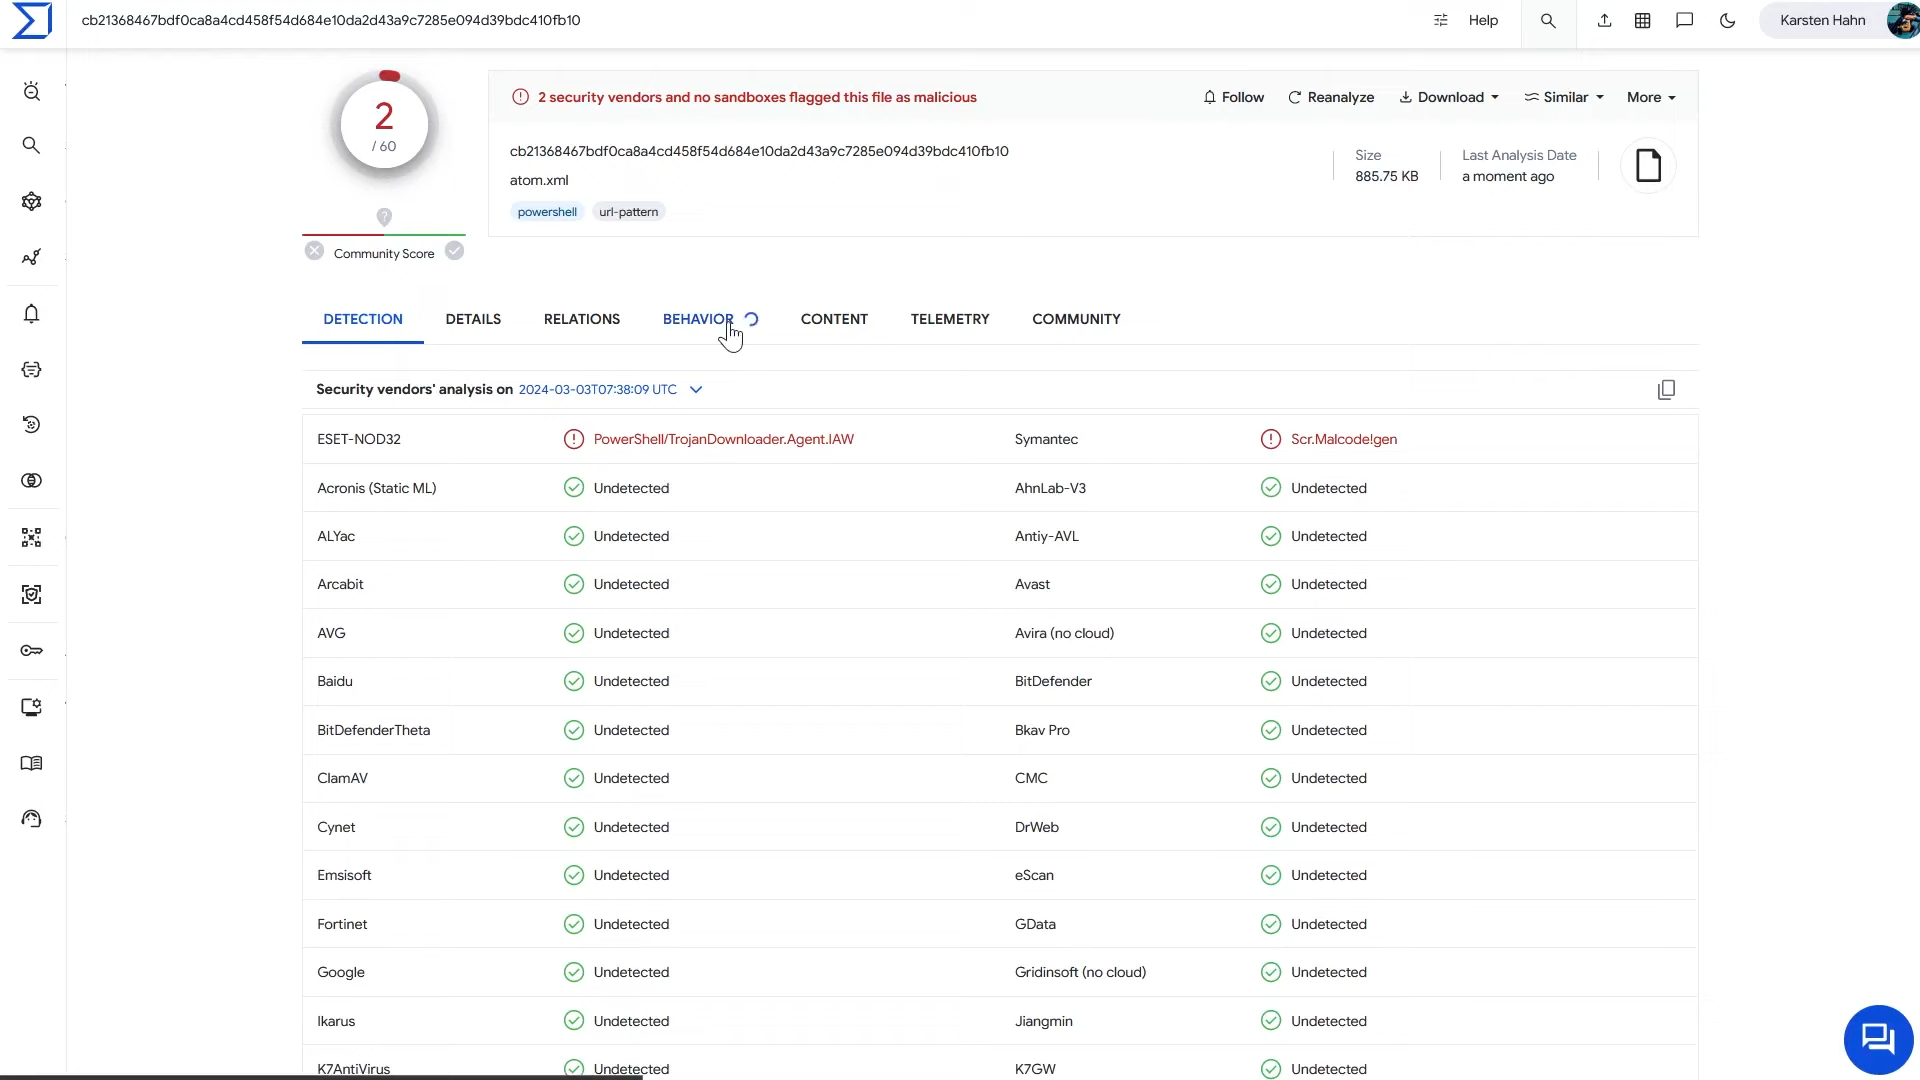 cb21368467bdf0ca8a4cd458f54d684e10da2d43a9c7285e094d39bdc410fb10
Help
Karsten Hahn
2
/ 60
Community Score
2 security vendors and no sandboxes flagged this file as malicious
Follow
Reanalyze
Download
Similar
More
cb21368467bdf0ca8a4cd458f54d684e10da2d43a9c7285e094d39bdc410fb10
atom.xml
powershell
url-pattern
Size
885.75 KB
Last Analysis Date
a moment ago
DETECTION
DETAILS
RELATIONS
BEHAVIOR
CONTENT
TELEMETRY
COMMUNITY
Security vendors' analysis on 2024-03-03T07:38:09 UTC
ESET-NOD32 PowerShell/TrojanDownloader.Agent.IAW Symantec Scr.Malcode!gen
Acronis (Static ML) Undetected AhnLab-V3 Undetected
ALYac Undetected Antiy-AVL Undetected
Arcabit Undetected Avast Undetected
AVG Undetected Avira (no cloud) Undetected
Baidu Undetected BitDefender Undetected
BitDefenderTheta Undetected Bkav Pro Undetected
ClamAV Undetected CMC Undetected
Cynet Undetected DrWeb Undetected
Emsisoft Undetected eScan Undetected
Fortinet Undetected GData Undetected
Google Undetected Gridinsoft (no cloud) Undetected
Ikarus Undetected Jiangmin Undetected
K7AntiVirus Undetected K7GW Undetected